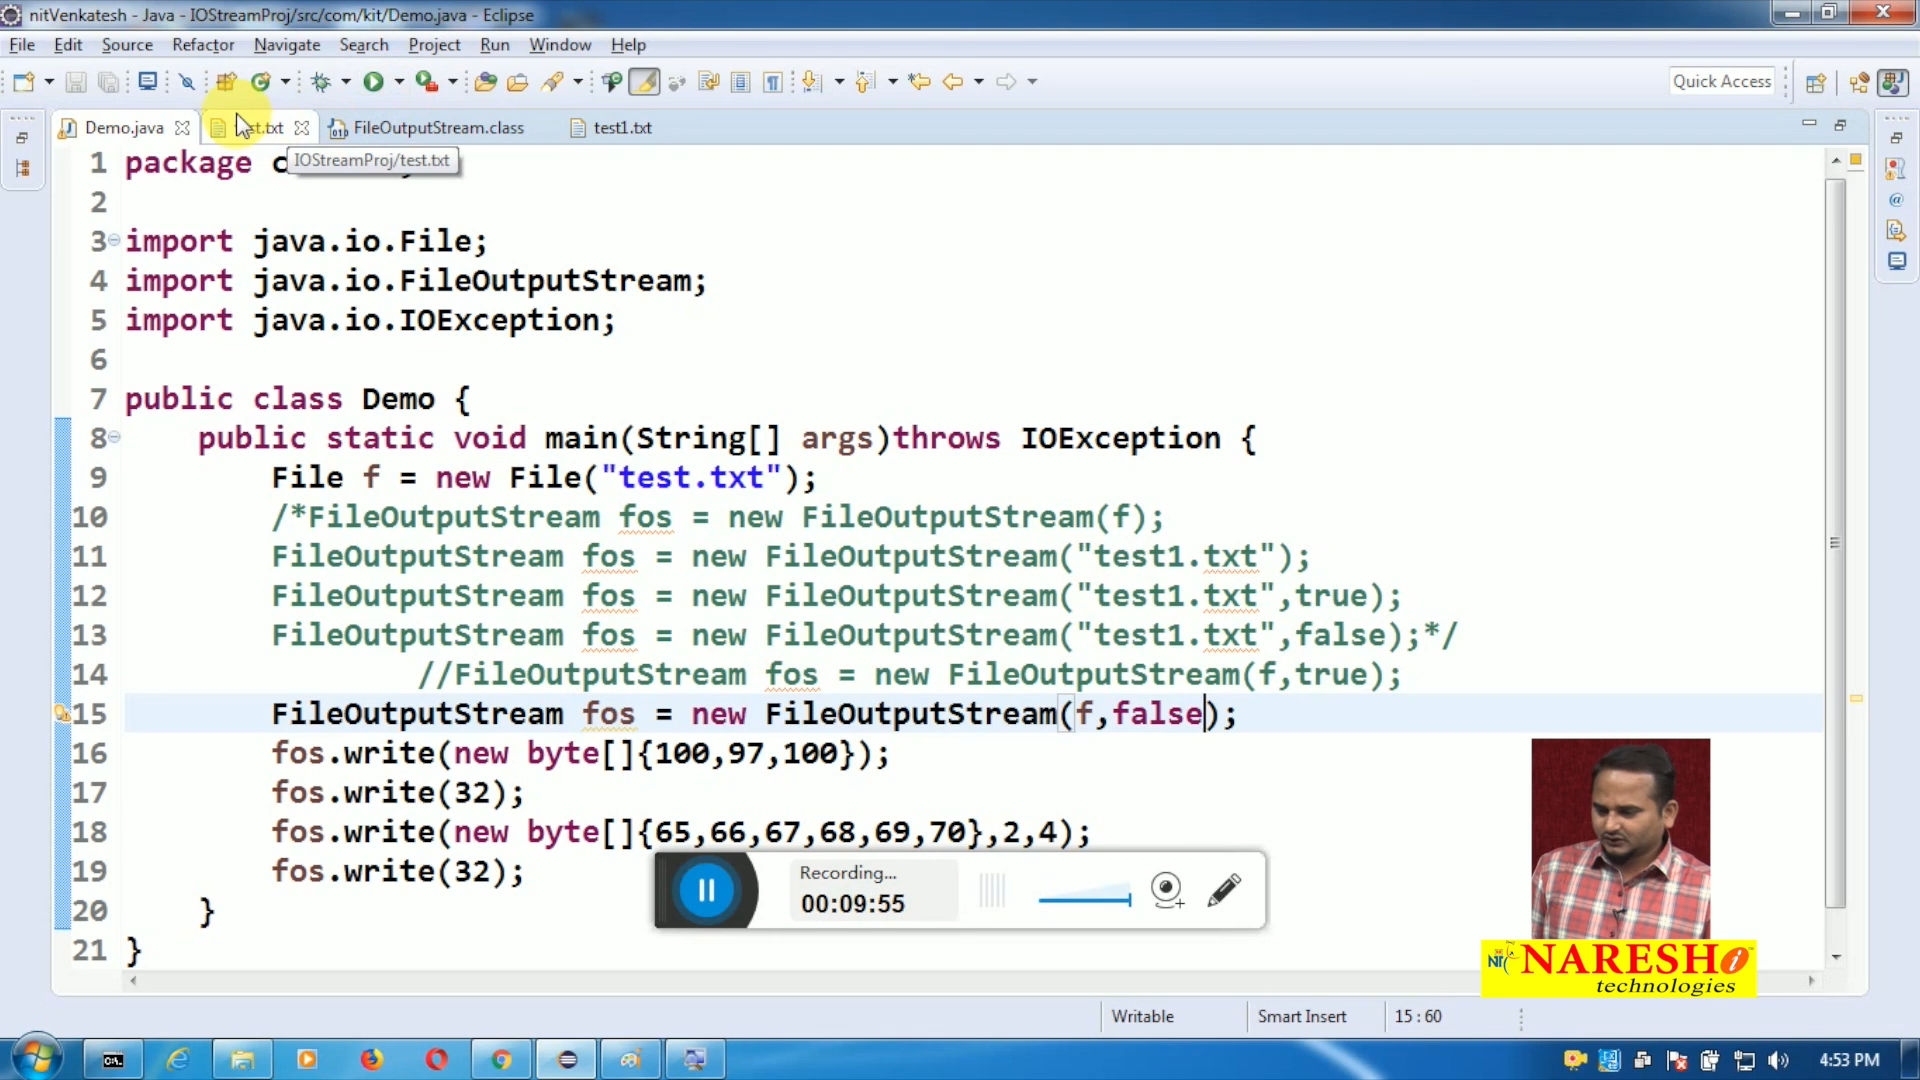 nitVenkatesh - Java - IOStreamProj/src/com/kit/Demo.java - Eclipse
File Edit Source Refactor Navigate Search Project Run Window Help
Quick Access
Demo.java
FileOutputStream.class
test1.txt
IOStreamProj/test.txt
1 package
2
3 import java.io.File;
4 import java.io.FileOutputStream;
5 import java.io.IOException;
6
7 public class Demo {
8 public static void main(String[] args)throws IOException {
9 File f = new File("test.txt");
10 /*FileOutputStream fos = new FileOutputStream(f);
11 FileOutputStream fos = new FileOutputStream("test1.txt");
12 FileOutputStream fos = new FileOutputStream("test1.txt",true);
13 FileOutputStream fos = new FileOutputStream("test1.txt",false);*/
14 //FileOutputStream fos = new FileOutputStream(f,true);
15 FileOutputStream fos = new FileOutputStream(f,false);
16 fos.write(new byte[]{100,97,100});
17 fos.write(32);
18 fos.write(new byte[]{65,66,67,68,69,70},2,4);
19 fos.write(32);
20 }
21 }
Recording...
00:09:55
NARESH i
technologies
Writable
Smart Insert
15 : 60
4:53 PM